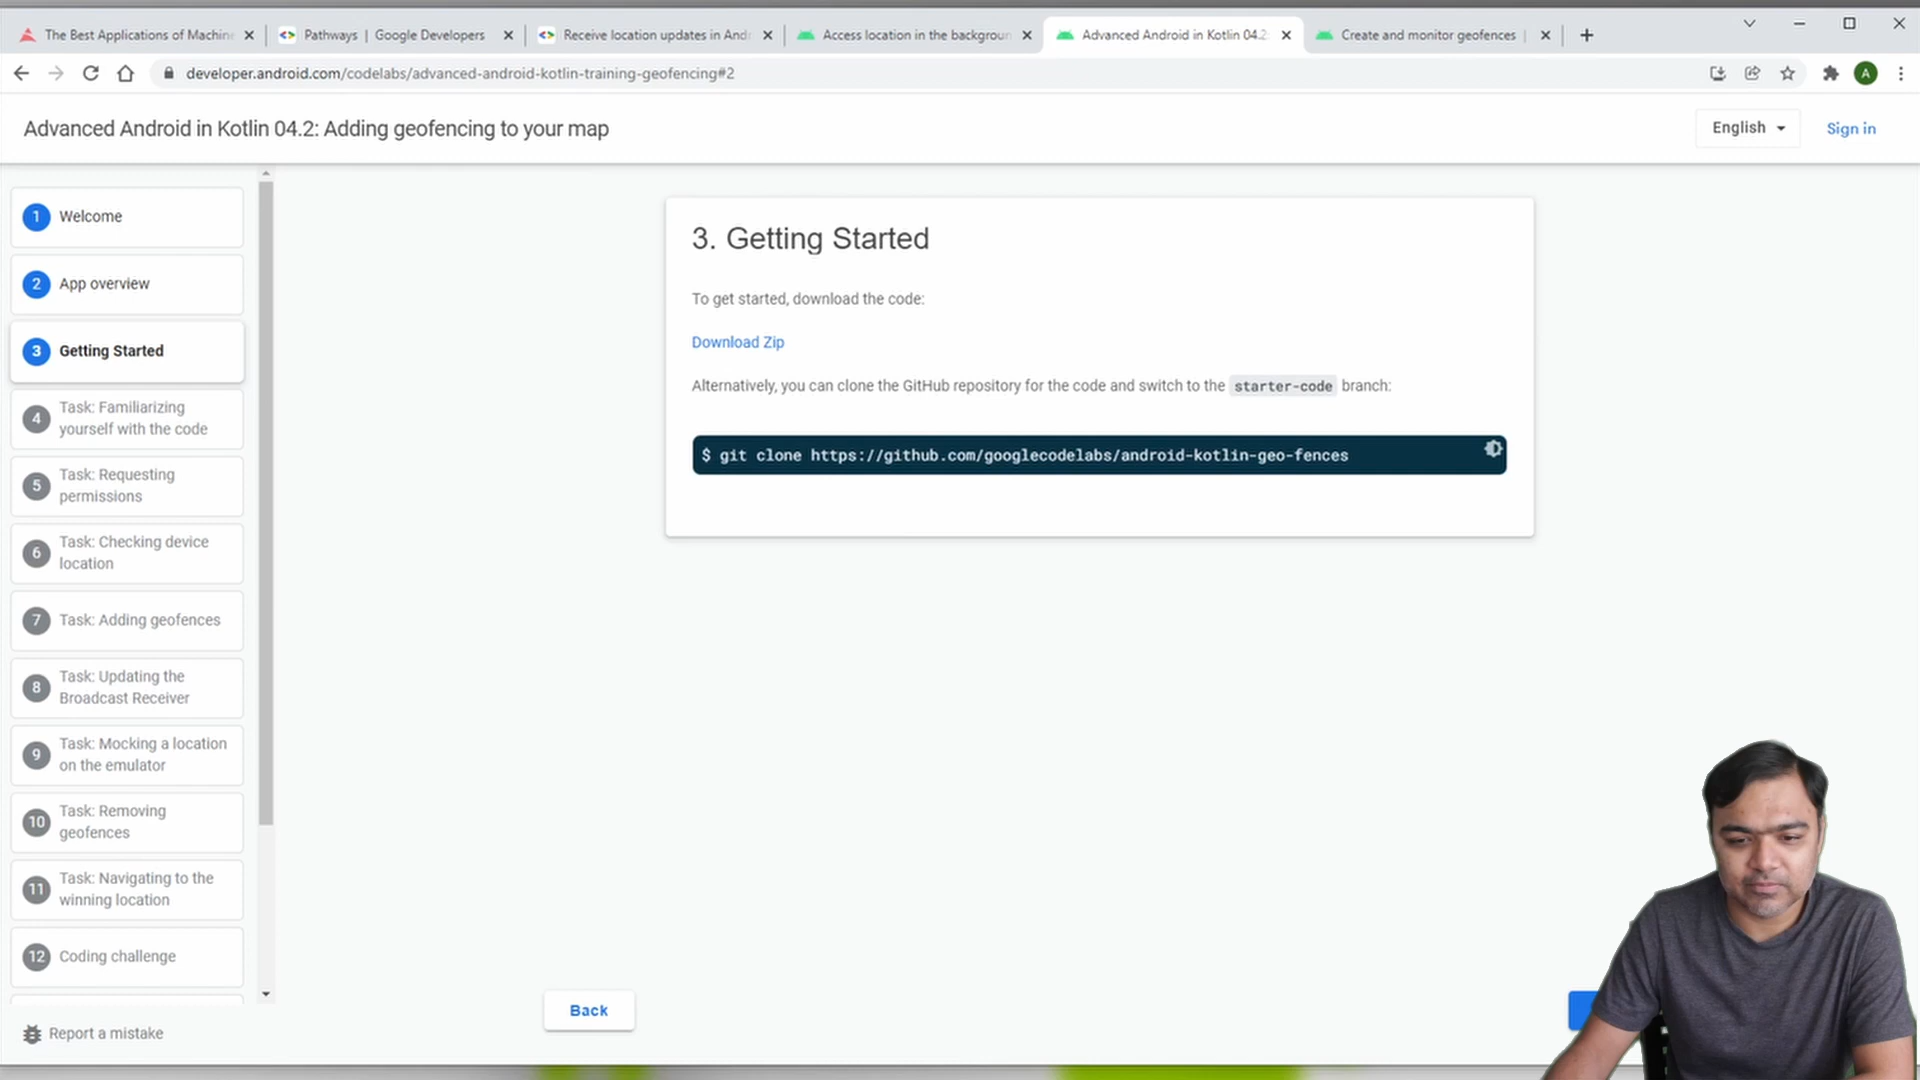 The Best Applications of Machine
Pathways | Google Developers
Receive location updates in Andr
Access location in the backgroun
Advanced Android in Kotlin 04.2
Create and monitor geofences |
developer.android.com/codelabs/advanced-android-kotlin-training-geofencing#2
A
Advanced Android in Kotlin 04.2: Adding geofencing to your map
English
Sign in
1 Welcome
2 App overview
3 Getting Started
4 Task: Familiarizing
yourself with the code
5 Task: Requesting
permissions
6 Task: Checking device
location
7 Task: Adding geofences
8 Task: Updating the
Broadcast Receiver
9 Task: Mocking a location
on the emulator
10 Task: Removing
geofences
11 Task: Navigating to the
winning location
12 Coding challenge
Report a mistake
3. Getting Started
To get started, download the code:
Download Zip
Alternatively, you can clone the GitHub repository for the code and switch to the starter-code branch:
$ git clone https://github.com/googlecodelabs/android-kotlin-geo-fences
Back